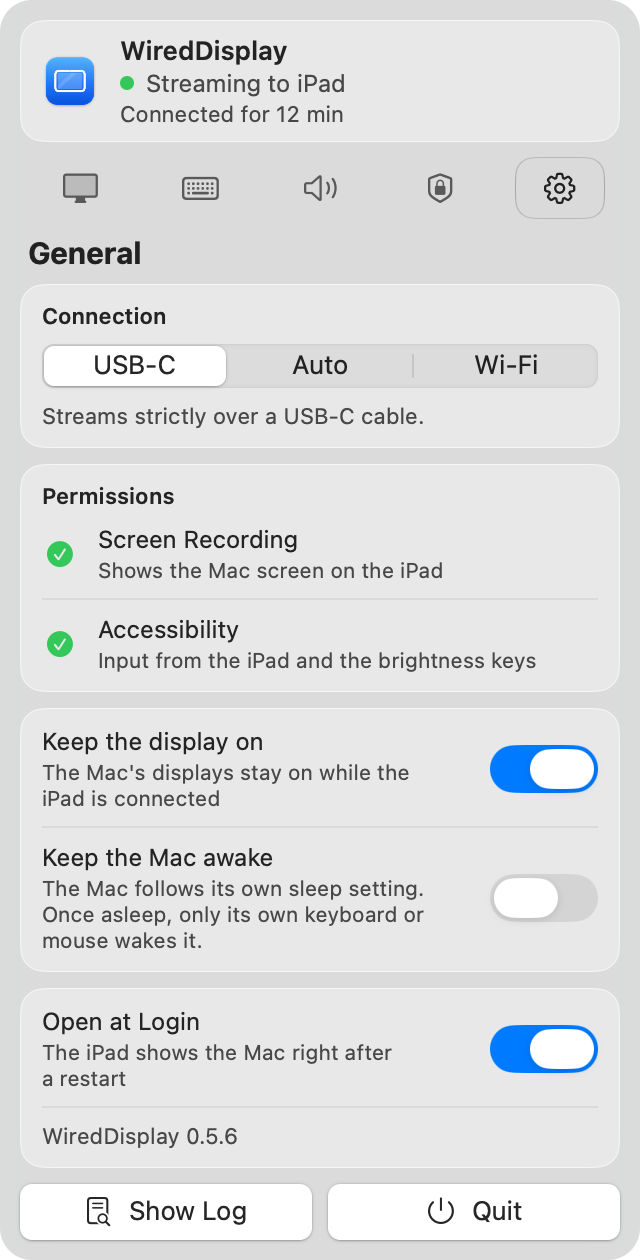 WiredDisplay
Streaming to iPad
Connected for 12 min
General
Connection
USB-C
Auto
Wi-Fi
Streams strictly over a USB-C cable.
Permissions
Screen Recording
Shows the Mac screen on the iPad
Accessibility
Input from the iPad and the brightness keys
Keep the display on
The Mac's displays stay on while the
iPad is connected
Keep the Mac awake
The Mac follows its own sleep setting.
Once asleep, only its own keyboard or
mouse wakes it.
Open at Login
The iPad shows the Mac right after
a restart
WiredDisplay 0.5.6
Show Log
Quit